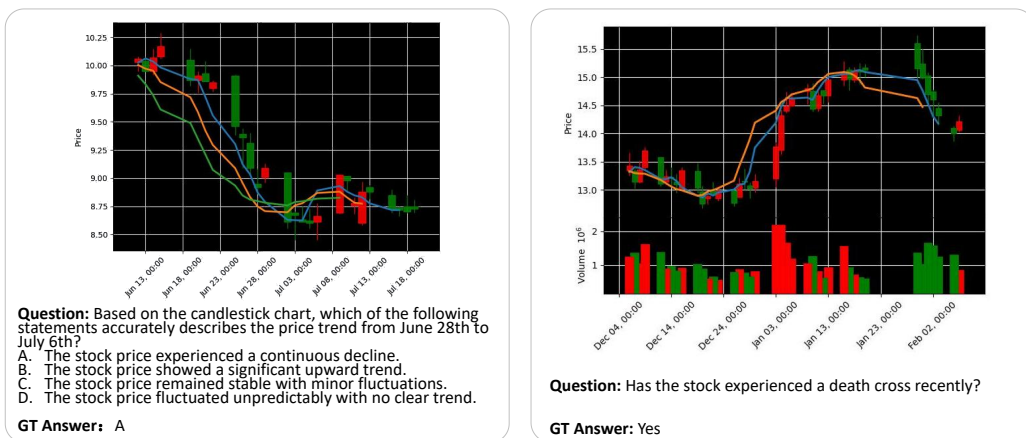 10.25
10.00
9.75
9.50
9.25
9.00
8.75
8.50
Price
Jun 13, 00:00
Jun 18, 00:00
Jun 23, 00:00
Jun 28, 00:00
Jul 03, 00:00
Jul 08, 00:00
Jul 13, 00:00
Jul 18, 00:00
Question: Based on the candlestick chart, which of the following
statements accurately describes the price trend from June 28th to
July 6th?
A. The stock price experienced a continuous decline.
B. The stock price showed a significant upward trend.
C. The stock price remained stable with minor fluctuations.
D. The stock price fluctuated unpredictably with no clear trend.
GT Answer: A
15.5
15.0
14.5
14.0
13.5
13.0
Price
2
1
Volume 10⁶
Dec 04, 00:00
Dec 14, 00:00
Dec 24, 00:00
Jan 03, 00:00
Jan 13, 00:00
Jan 23, 00:00
Feb 02, 00:00
Question: Has the stock experienced a death cross recently?
GT Answer: Yes